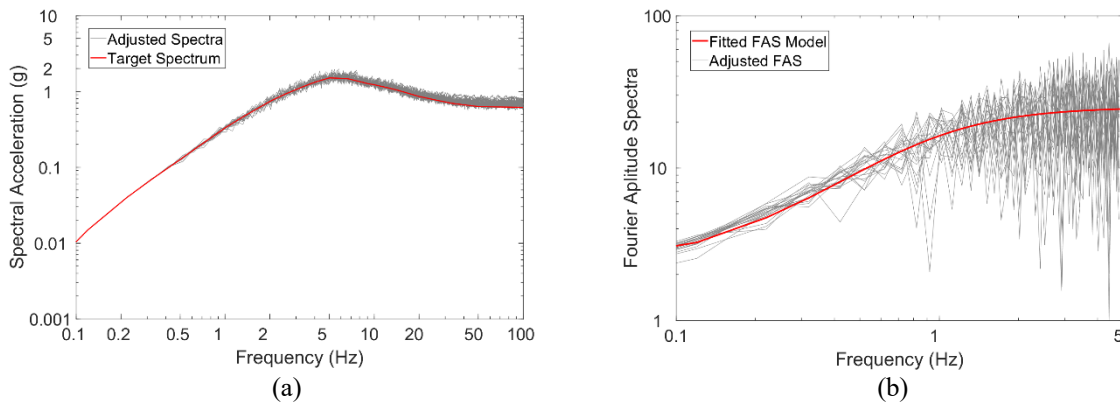 10
5
2
1
0.1
0.01
0.001
Spectral Acceleration (g)
Adjusted Spectra
Target Spectrum
0.1 0.2 0.5 1 2 5 10 20 50 100
Frequency (Hz)
(a)
100
10
1
Fourier Aplitude Spectra
Fitted FAS Model
Adjusted FAS
0.1 1 5
Frequency (Hz)
(b)